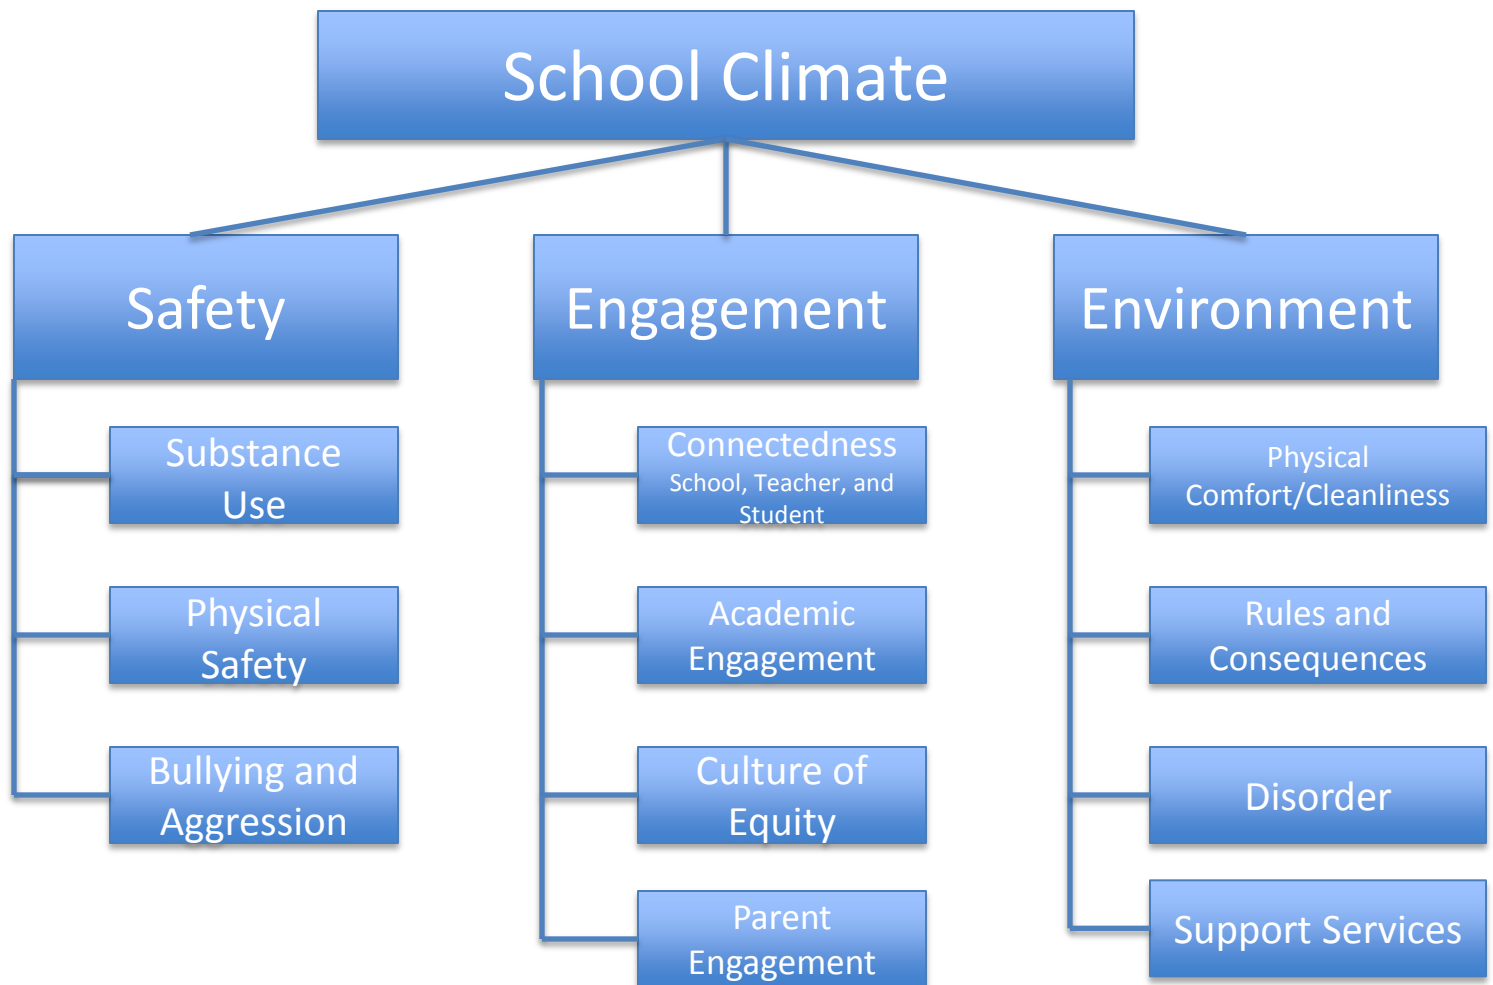 School Climate
Safety
Engagement
Environment
Substance
Use
Physical
Safety
Bullying and
Aggression
Connectedness
School, Teacher, and
Student
Academic
Engagement
Culture of
Equity
Parent
Engagement
Physical
Comfort/Cleanliness
Rules and
Consequences
Disorder
Support Services